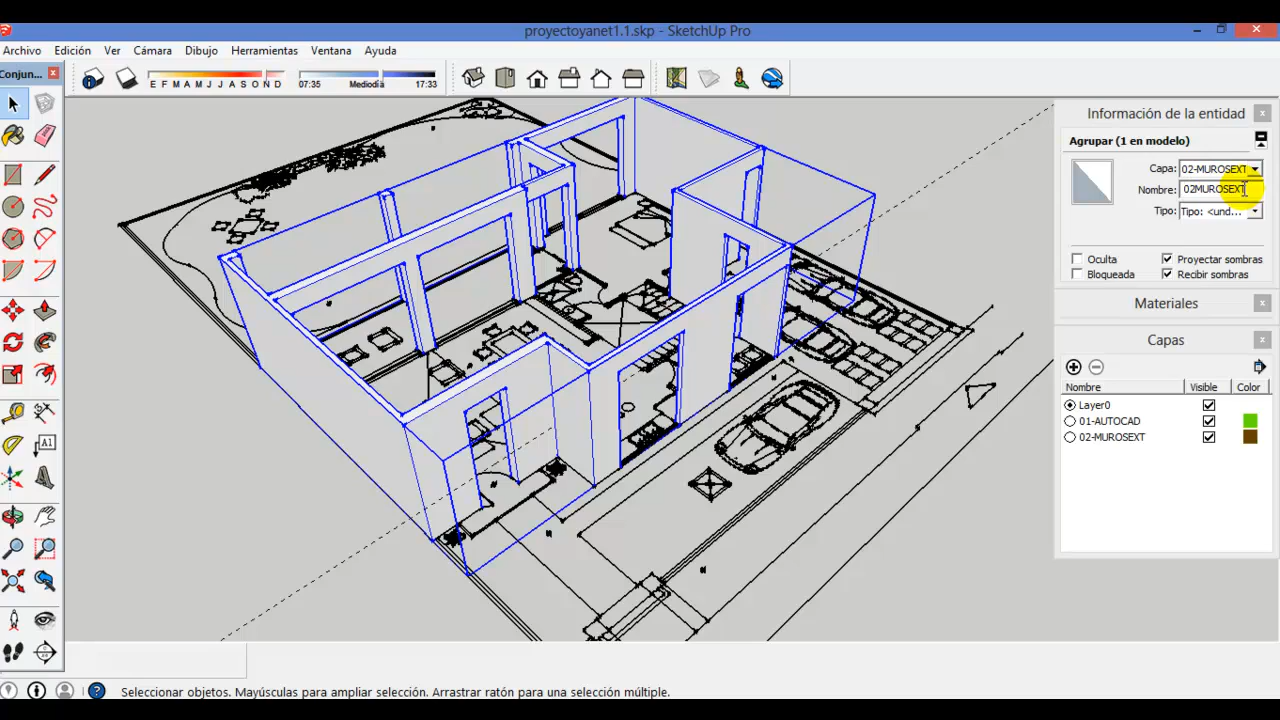 proyectoyanet1.1.skp - SketchUp Pro
Archivo Edición Ver Cámara Dibujo Herramientas Ventana Ayuda
Conjun...
E F M A M J J A S O N D
07:35 Mediodía 17:33
Información de la entidad
Agrupar (1 en modelo)
Capa: 02-MUROSEXT
Nombre: 02MUROSEXT
Tipo: Tipo: <und...
Oculta Proyectar sombras
Bloqueada Recibir sombras
Materiales
Capas
Nombre Visible Color
Layer0
01-AUTOCAD
02-MUROSEXT
Seleccionar objetos. Mayúsculas para ampliar selección. Arrastrar ratón para una selección múltiple.